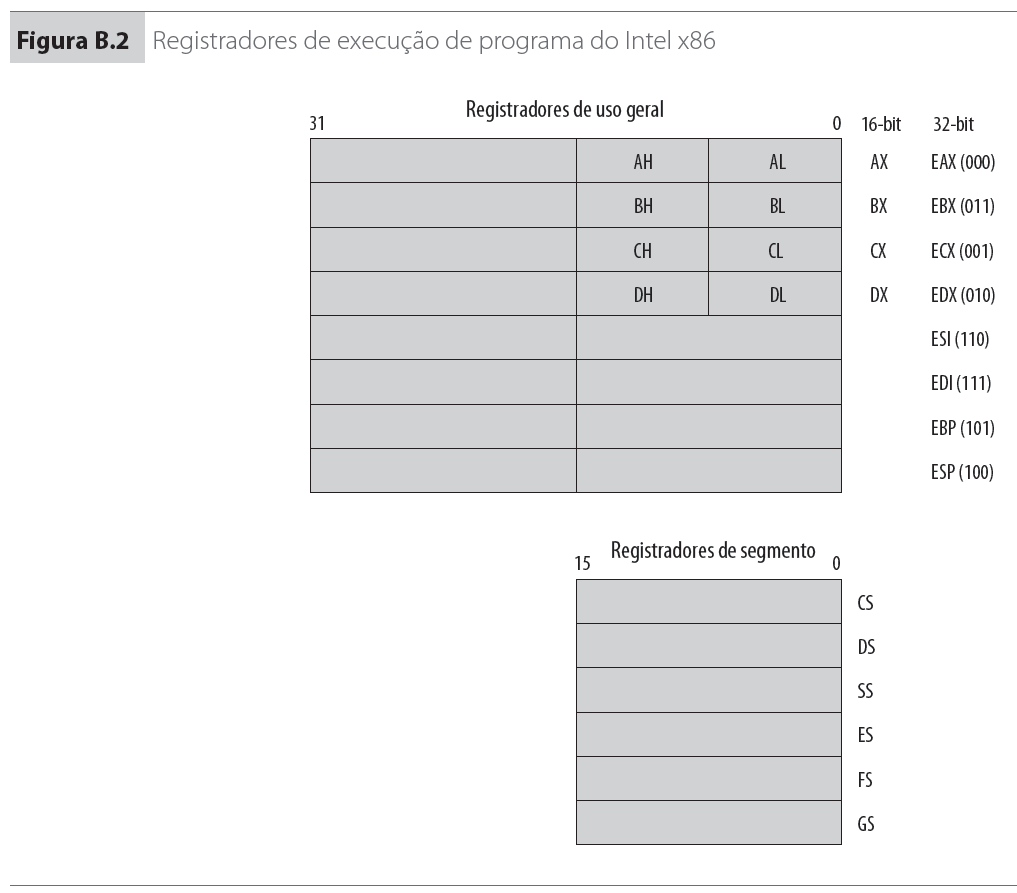 Figura B.2 Registradores de execução de programa do Intel x86
Registradores de uso geral
31 0 16-bit 32-bit
AH AL AX EAX (000)
BH BL BX EBX (011)
CH CL CX ECX (001)
DH DL DX EDX (010)
ESI (110)
EDI (111)
EBP (101)
ESP (100)
Registradores de segmento
15 0
CS
DS
SS
ES
FS
GS